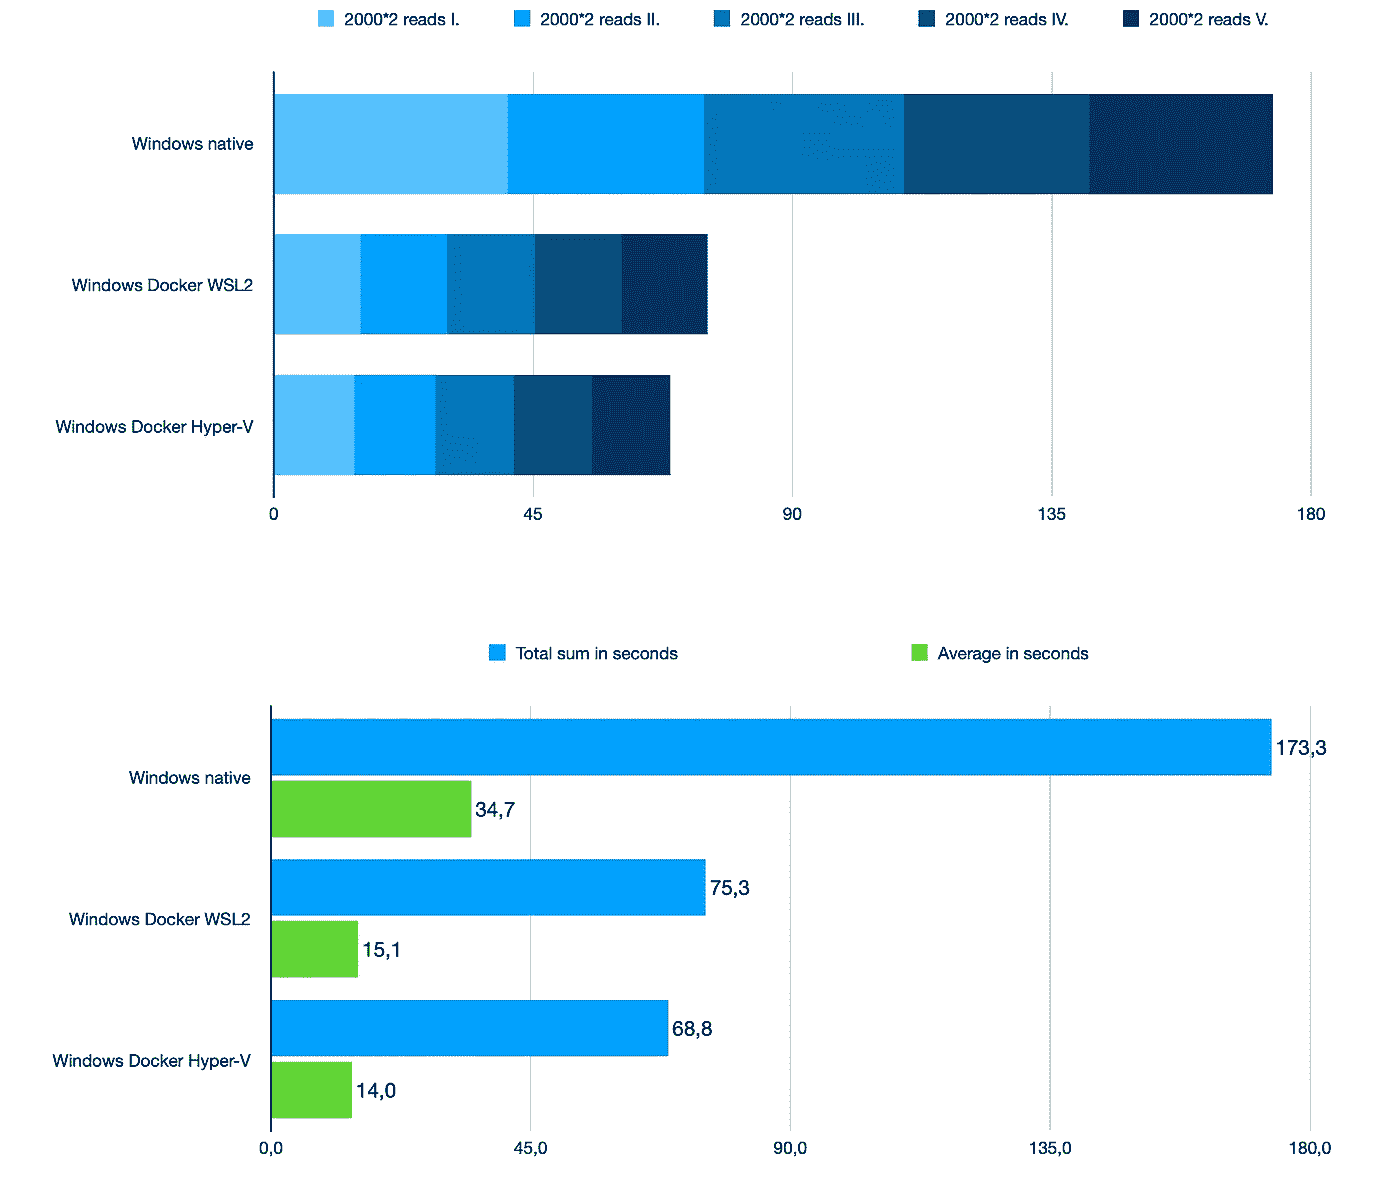 2000*2 reads I. 2000*2 reads II. 2000*2 reads III. 2000*2 reads IV. 2000*2 reads V.
Windows native
Windows Docker WSL2
Windows Docker Hyper-V
0 45 90 135 180
Total sum in seconds Average in seconds
173,3
Windows native
34,7
75,3
Windows Docker WSL2
15,1
68,8
Windows Docker Hyper-V
14,0
0,0 45,0 90,0 135,0 180,0